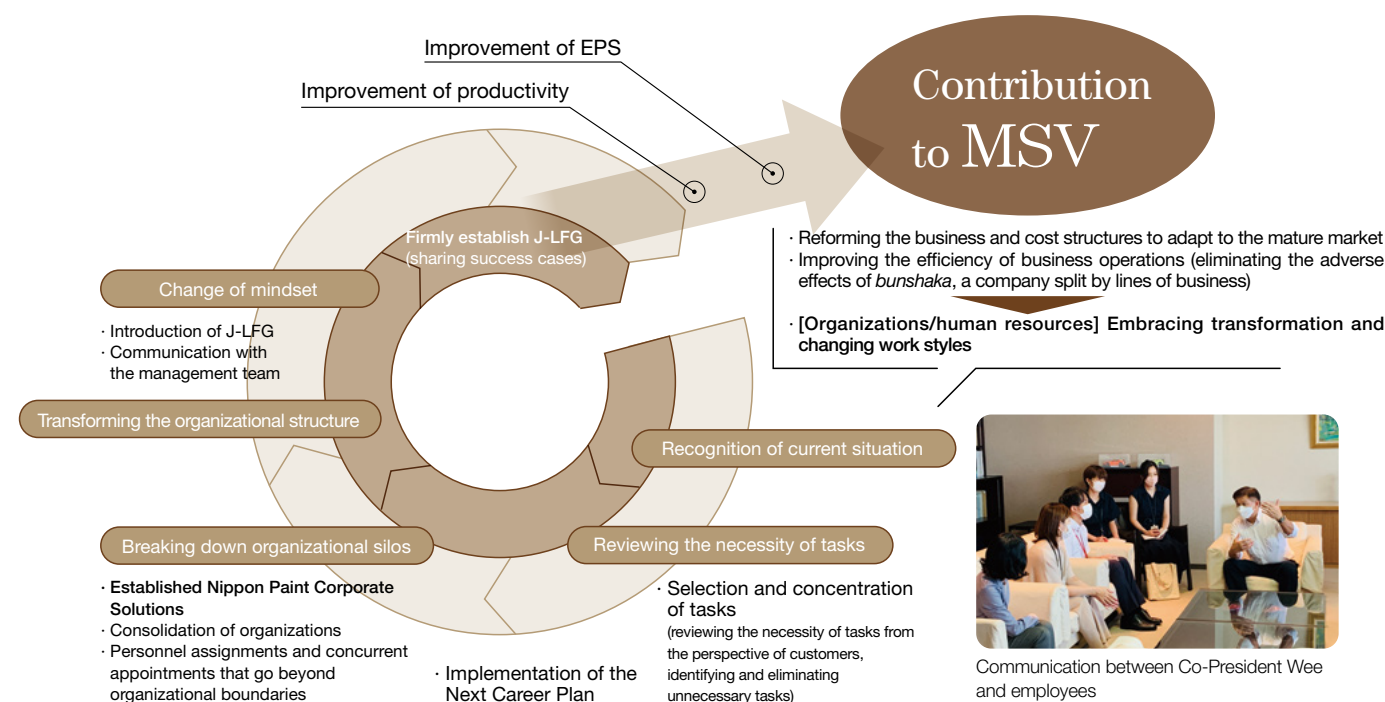 Improvement of EPS
Improvement of productivity
Contribution
to MSV
Firmly establish J-LFG
(sharing success cases)
· Reforming the business and cost structures to adapt to the mature market
· Improving the efficiency of business operations (eliminating the adverse
effects of bunshaka, a company split by lines of business)
· [Organizations/human resources] Embracing transformation and
changing work styles
Change of mindset
· Introduction of J-LFG
· Communication with
the management team
Transforming the organizational structure
Recognition of current situation
Breaking down organizational silos
· Established Nippon Paint Corporate
Solutions
· Consolidation of organizations
· Personnel assignments and concurrent
appointments that go beyond
organizational boundaries
· Implementation of the
Next Career Plan
Reviewing the necessity of tasks
· Selection and concentration
of tasks
(reviewing the necessity of tasks from
the perspective of customers,
identifying and eliminating
unnecessary tasks)
Communication between Co-President Wee
and employees